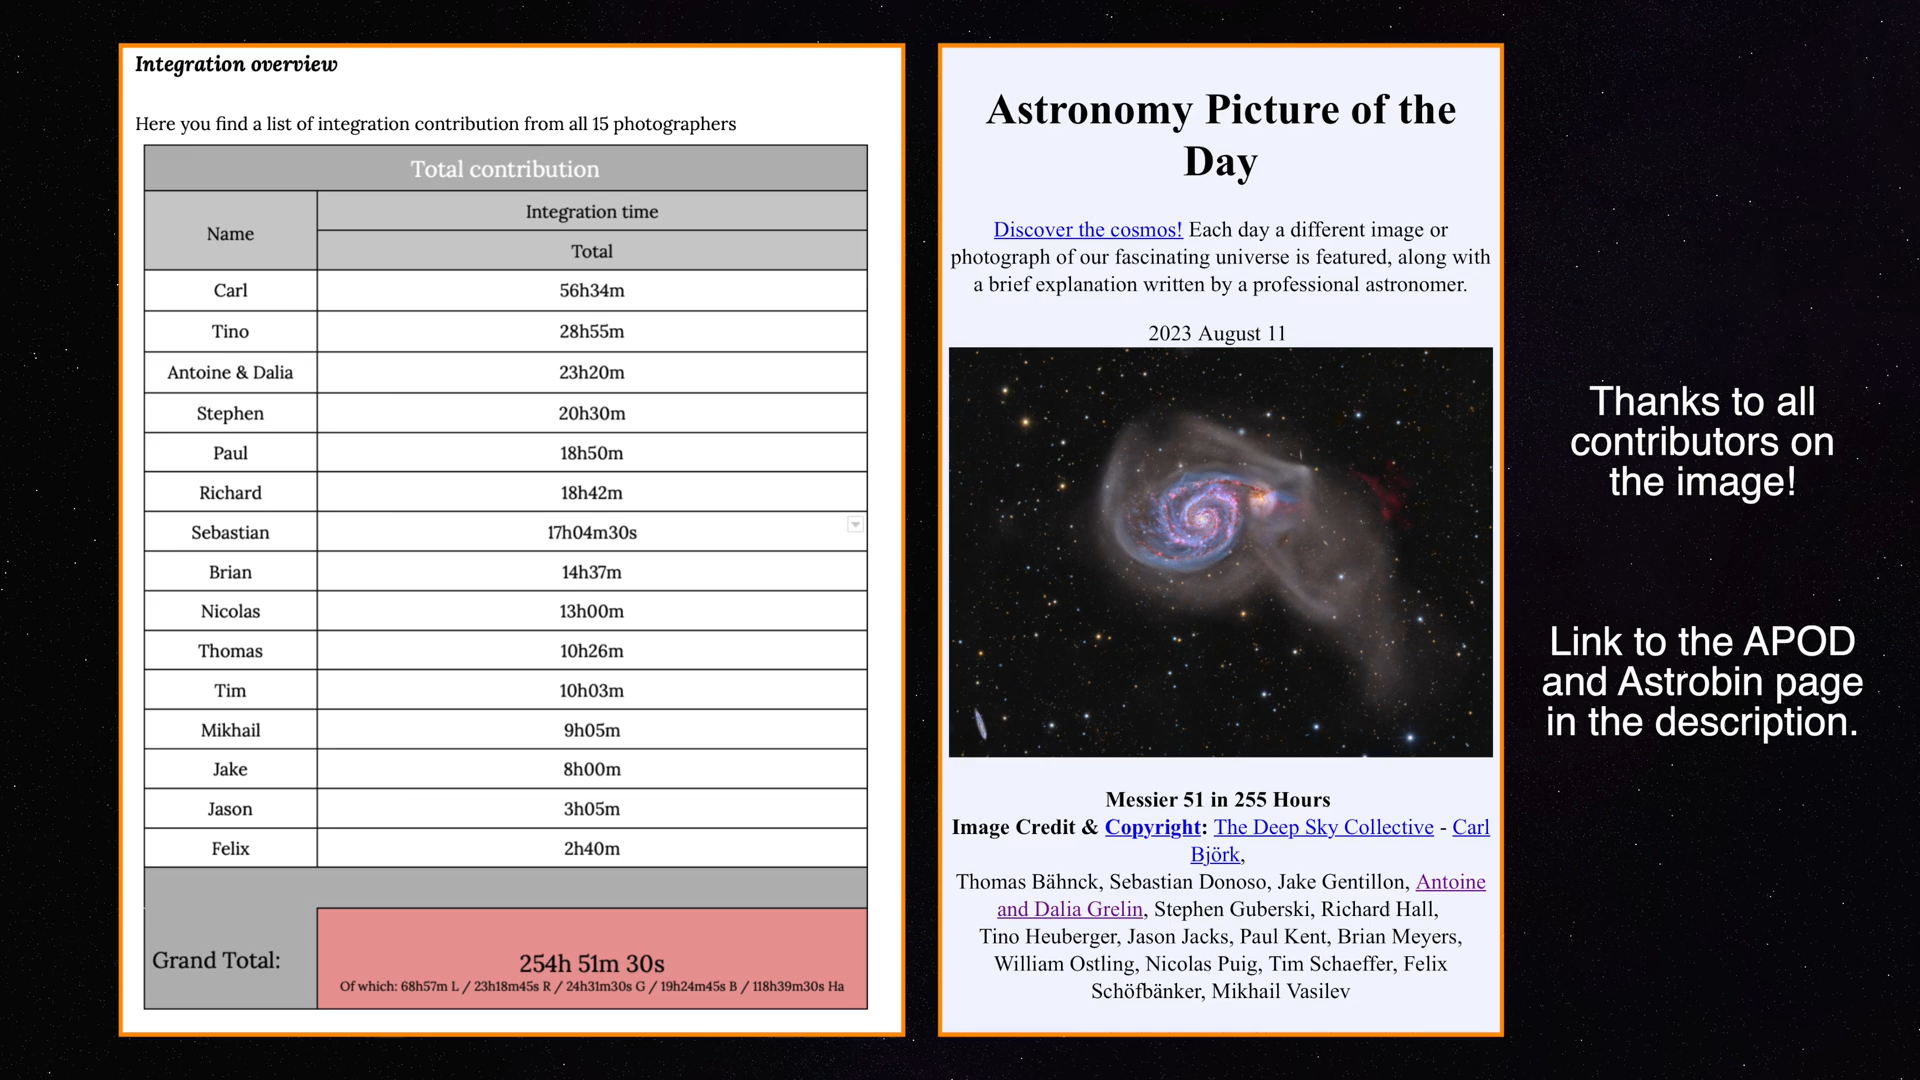 Integration overview
Here you find a list of integration contribution from all 15 photographers
Total contribution
Name
Integration time
Total
Carl 56h34m
Tino 28h55m
Antoine & Dalia 23h20m
Stephen 20h30m
Paul 18h50m
Richard 18h42m
Sebastian 17h04m30s
Brian 14h37m
Nicolas 13h00m
Thomas 10h26m
Tim 10h03m
Mikhail 9h05m
Jake 8h00m
Jason 3h05m
Felix 2h40m
Grand Total: 254h 51m 30s
Of which: 68h57m L / 23h18m45s R / 24h31m30s G / 19h24m45s B / 118h39m30s Ha
Astronomy Picture of the
Day
Discover the cosmos! Each day a different image or
photograph of our fascinating universe is featured, along with
a brief explanation written by a professional astronomer.
2023 August 11
Messier 51 in 255 Hours
Image Credit & Copyright: The Deep Sky Collective - Carl
Björk,
Thomas Bähnck, Sebastian Donoso, Jake Gentillon, Antoine
and Dalia Grelin, Stephen Guberski, Richard Hall,
Tino Heuberger, Jason Jacks, Paul Kent, Brian Meyers,
William Ostling, Nicolas Puig, Tim Schaeffer, Felix
Schöfbänker, Mikhail Vasilev
Thanks to all
contributors on
the image!
Link to the APOD
and Astrobin page
in the description.